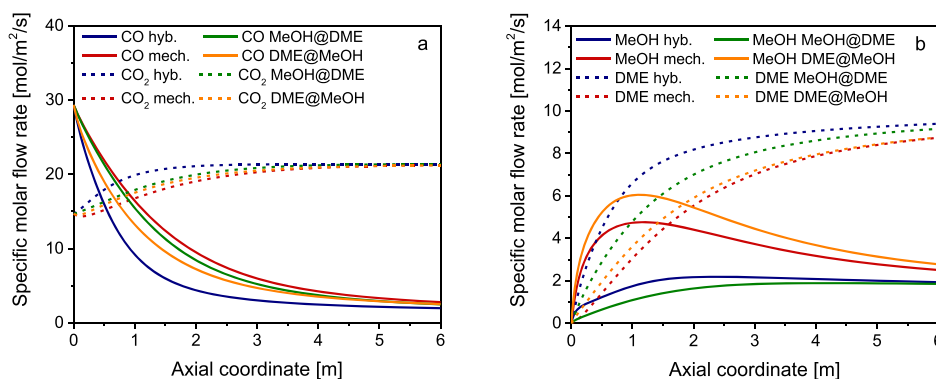 Specific molar flow rate [mol/m²/s]
40
30
20
10
0
CO hyb.
CO mech.
CO₂ hyb.
CO₂ mech.
CO MeOH@DME
CO DME@MeOH
CO₂ MeOH@DME
CO₂ DME@MeOH
a
0 1 2 3 4 5 6
Axial coordinate [m]
Specific molar flow rate [mol/m²/s]
14
12
10
8
6
4
2
0
MeOH hyb.
MeOH mech.
DME hyb.
DME mech.
MeOH MeOH@DME
MeOH DME@MeOH
DME MeOH@DME
DME DME@MeOH
b
0 1 2 3 4 5 6
Axial coordinate [m]